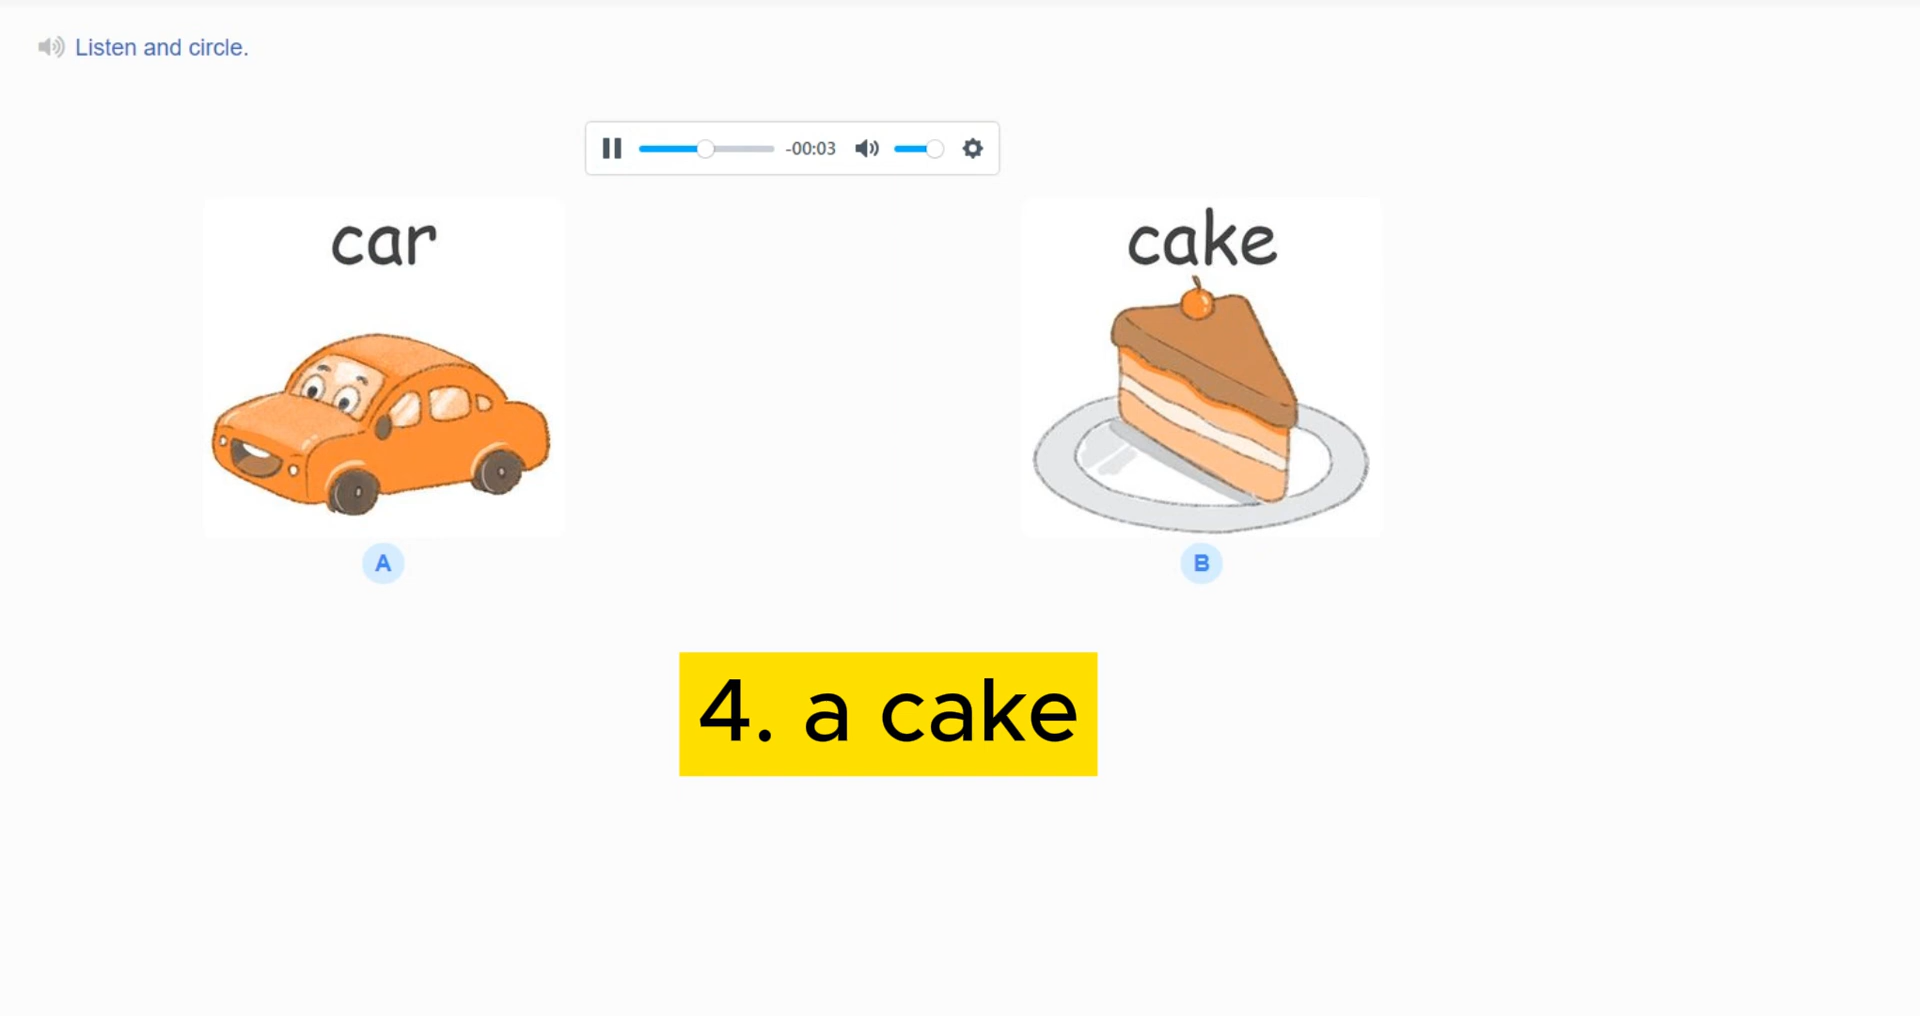 Listen and circle.
-00:03
car
cake
A
B
4. a cake